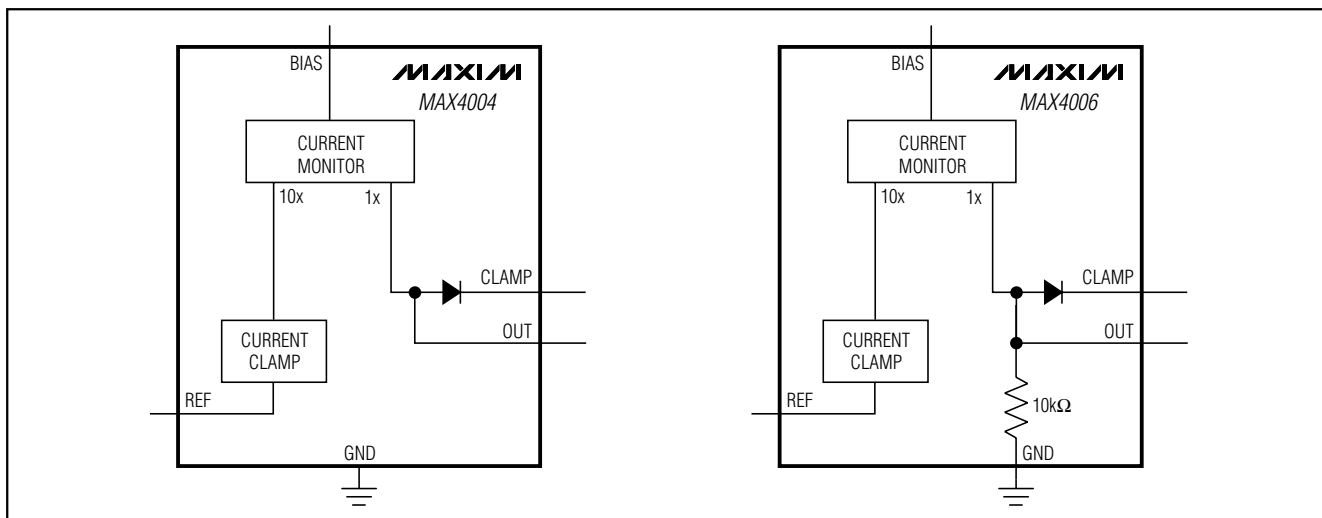 BIAS
MAXIM
MAX4004
CURRENT
MONITOR
10x
1x
CLAMP
OUT
CURRENT
CLAMP
REF
GND
BIAS
MAXIM
MAX4006
CURRENT
MONITOR
10x
1x
CLAMP
OUT
CURRENT
CLAMP
REF
10kΩ
GND